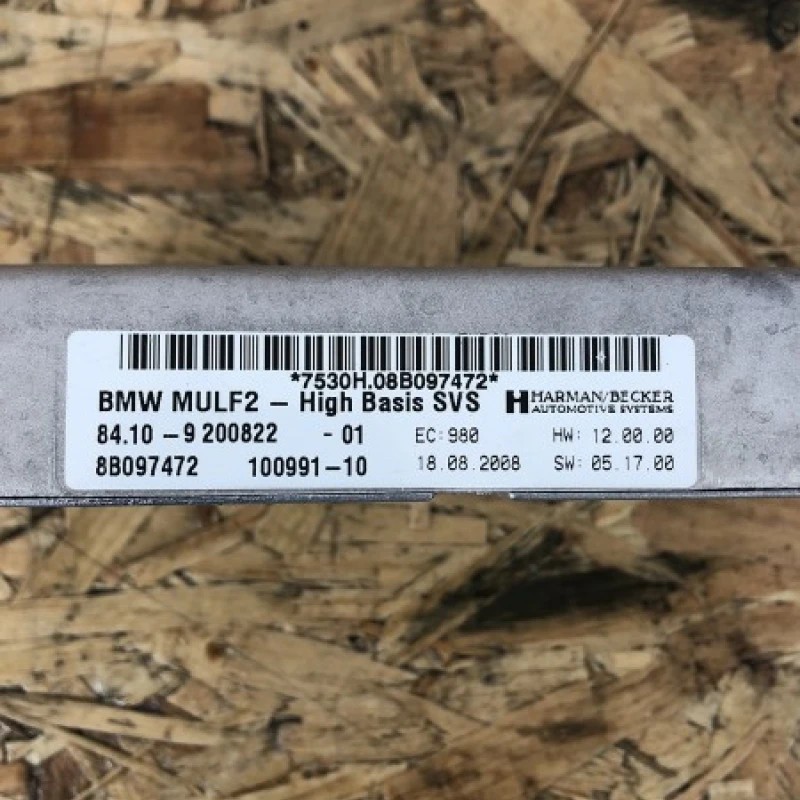 *7530H.08B097472*
BMW MULF2 – High Basis SVS HARMAN/BECKER
AUTOMOTIVE SYSTEMS
84.10 – 9 200822 - 01 EC: 980 HW: 12.00.00
8B097472 100991–10 18.08.2008 SW: 05.17.00